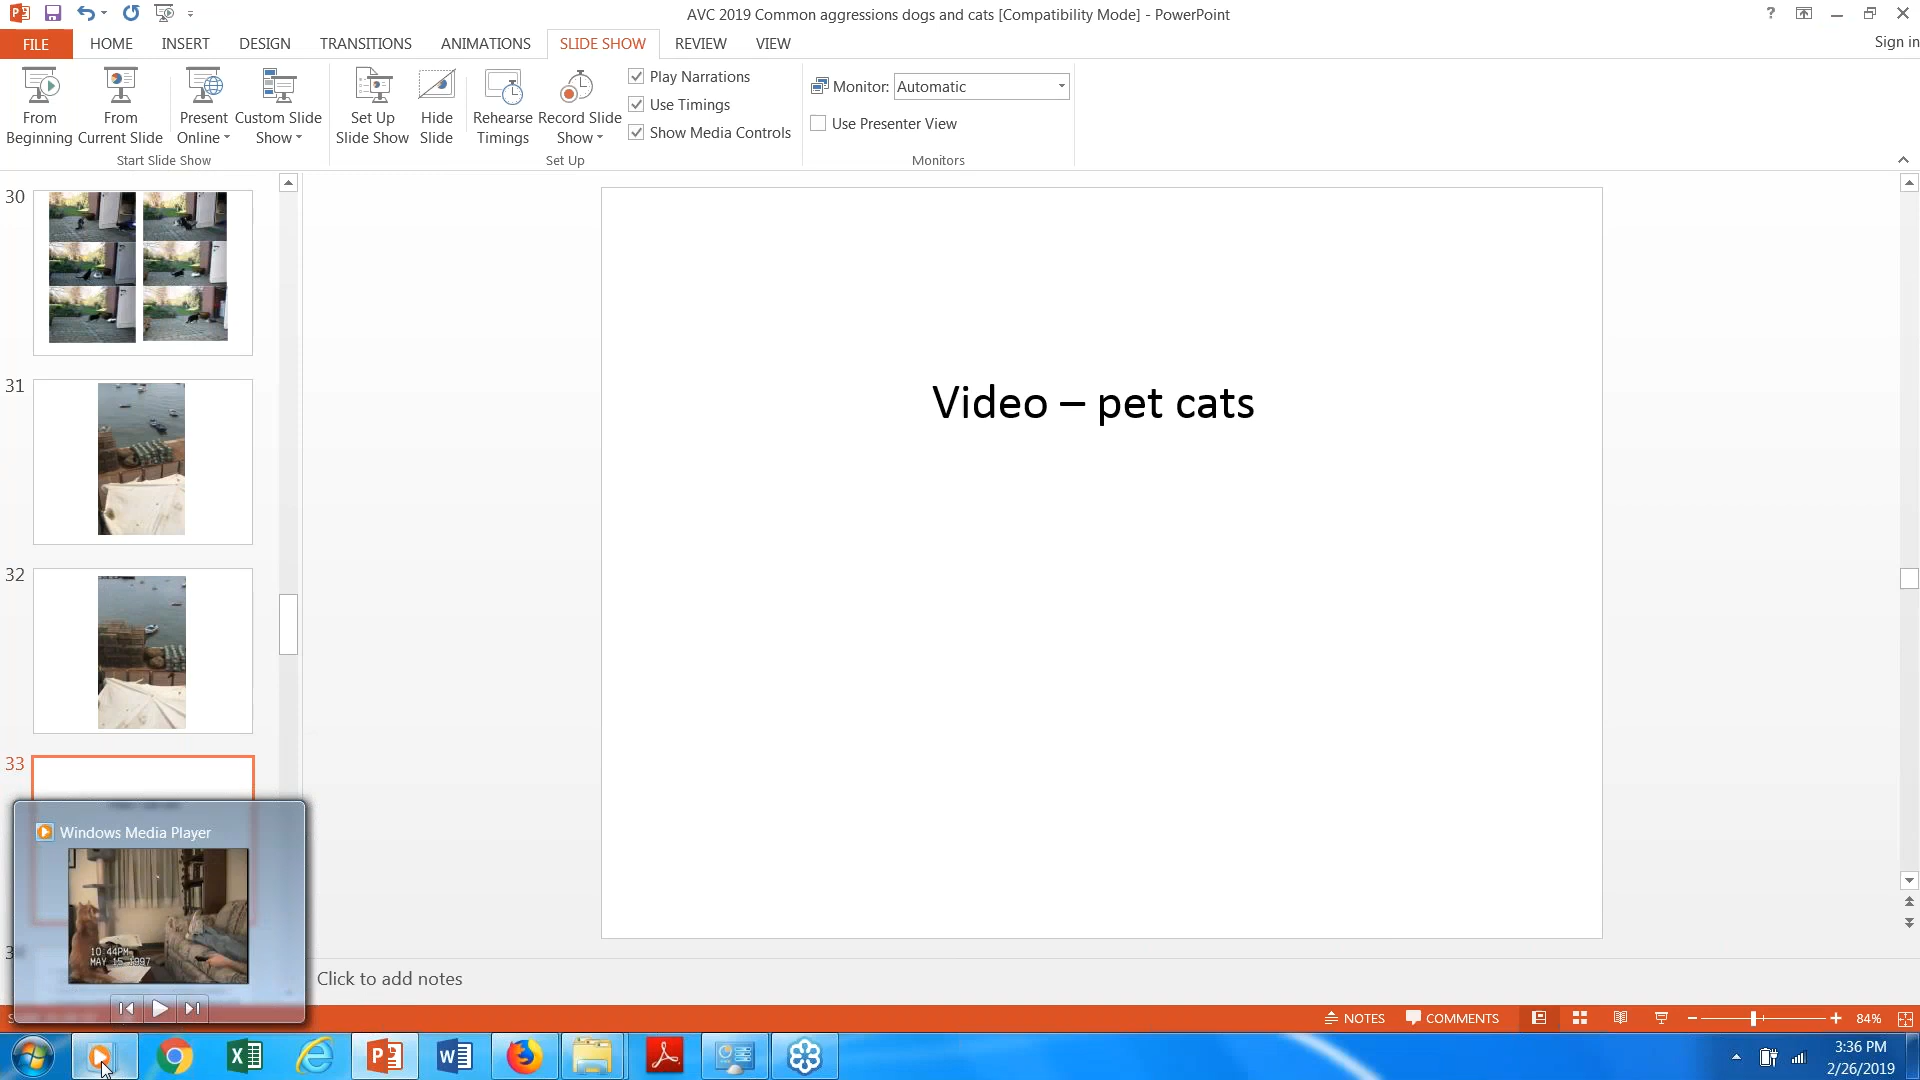 AVC 2019 Common aggressions dogs and cats [Compatibility Mode] - PowerPoint
?
Sign in
FILE HOME INSERT DESIGN TRANSITIONS ANIMATIONS SLIDE SHOW REVIEW VIEW
From Beginning
From Current Slide
Present Online
Custom Slide Show
Start Slide Show
Set Up Slide Show
Hide Slide
Rehearse Timings
Record Slide Show
Play Narrations
Use Timings
Show Media Controls
Set Up
Monitor: Automatic
Use Presenter View
Monitors
30
31
32
33
Video – pet cats
Windows Media Player
10:44PM
MAY 15 1997
Click to add notes
NOTES COMMENTS 84%
3:36 PM
2/26/2019